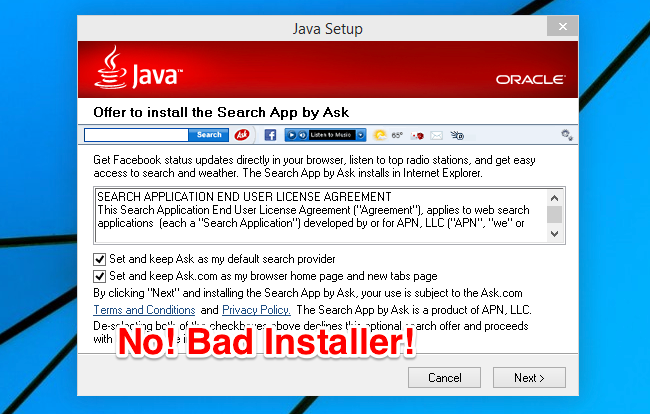 Java Setup
Java™
ORACLE®
Offer to install the Search App by Ask
Search Ask Listen to Music 65°
Get Facebook status updates directly in your browser, listen to top radio stations, and get easy
access to search and weather. The Search App by Ask installs in Internet Explorer.
SEARCH APPLICATION END USER LICENSE AGREEMENT
This Search Application End User License Agreement ("Agreement"), applies to web search
applications (each a "Search Application") developed by or for APN, LLC ("APN", "we" or
Set and keep Ask as my default search provider
Set and keep Ask.com as my browser home page and new tabs page
By clicking "Next" and installing the Search App by Ask, your use is subject to the Ask.com
Terms and Conditions and Privacy Policy. The Search App by Ask is a product of APN, LLC.
De-selecting both of the checkboxes above declines this optional search offer and proceeds
with
No! Bad Installer!
Cancel Next >